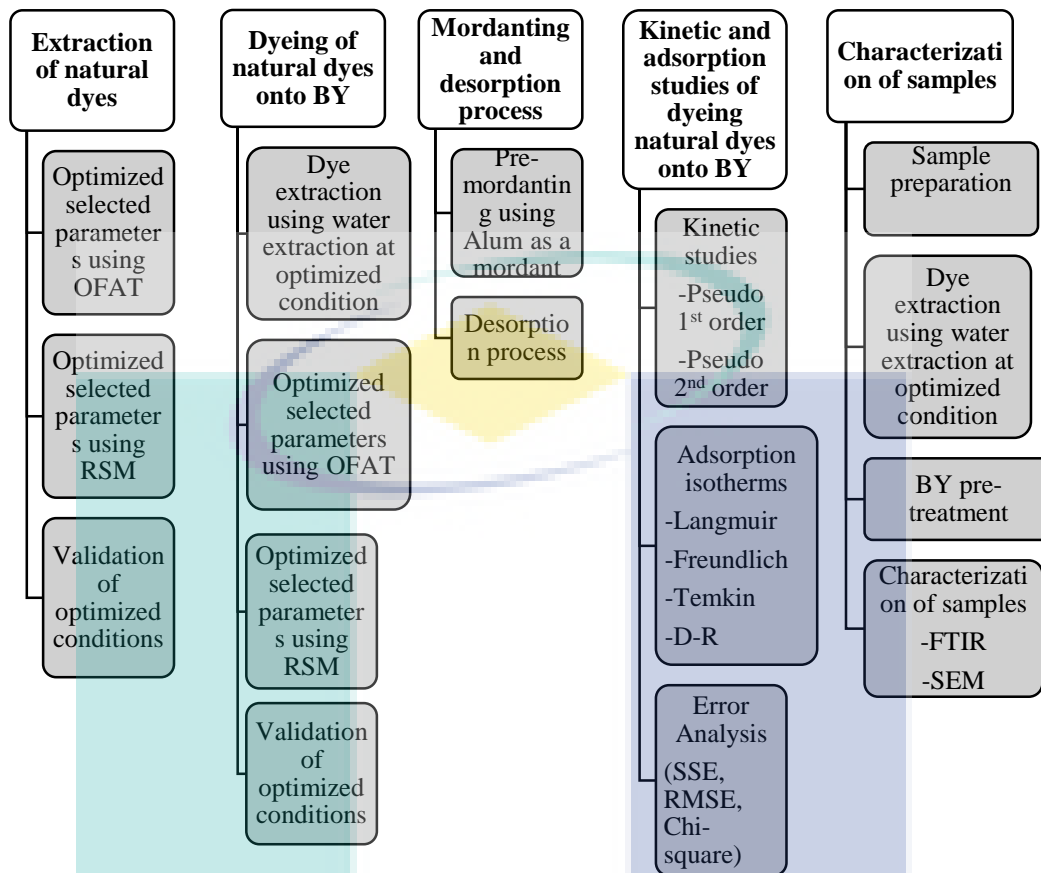 Extraction
of natural
dyes
Optimized
selected
parameter
s using
OFAT
Optimized
selected
parameter
s using
RSM
Validation
of
optimized
conditions
Dyeing of
natural dyes
onto BY
Dye
extraction
using water
extraction at
optimized
condition
Optimized
selected
parameters
using OFAT
Optimized
selected
parameter
s using
RSM
Validation
of
optimized
conditions
Mordanting
and
desorption
process
Pre-
mordantin
g using
Alum as a
mordant
Desorptio
n process
Kinetic and
adsorption
studies of
dyeing
natural dyes
onto BY
Kinetic
studies
-Pseudo
1st order
-Pseudo
2nd order
Adsorption
isotherms
-Langmuir
-Freundlich
-Temkin
-D-R
Error
Analysis
(SSE,
RMSE,
Chi-
square)
Characterizati
on of samples
Sample
preparation
Dye
extraction
using water
extraction at
optimized
condition
BY pre-
treatment
Characterizati
on of samples
-FTIR
-SEM